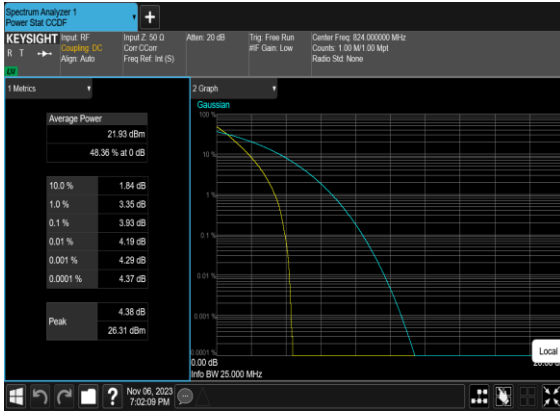 Spectrum Analyzer 1
Power Stat CCDF
+
KEYSIGHT
R T
LXI
Input: RF
Coupling: DC
Align: Auto
Input Z: 50 Ω
Corr CCorr
Freq Ref: Int (S)
Atten: 20 dB
Trig: Free Run
#IF Gain: Low
Center Freq: 824.000000 MHz
Counts: 1.00 M/1.00 Mpt
Radio Std: None
1 Metrics
Average Power
21.93 dBm
48.36 % at 0 dB
10.0 % 1.84 dB
1.0 % 3.35 dB
0.1 % 3.93 dB
0.01 % 4.19 dB
0.001 % 4.29 dB
0.0001 % 4.37 dB
Peak
4.38 dB
26.31 dBm
2 Graph
Gaussian
100 %
10 %
1 %
0.1 %
0.01 %
0.001 %
0.0001 %
0.00 dB
20.00 dB
Info BW 25.000 MHz
Local
?
Nov 06, 2023
7:02:09 PM